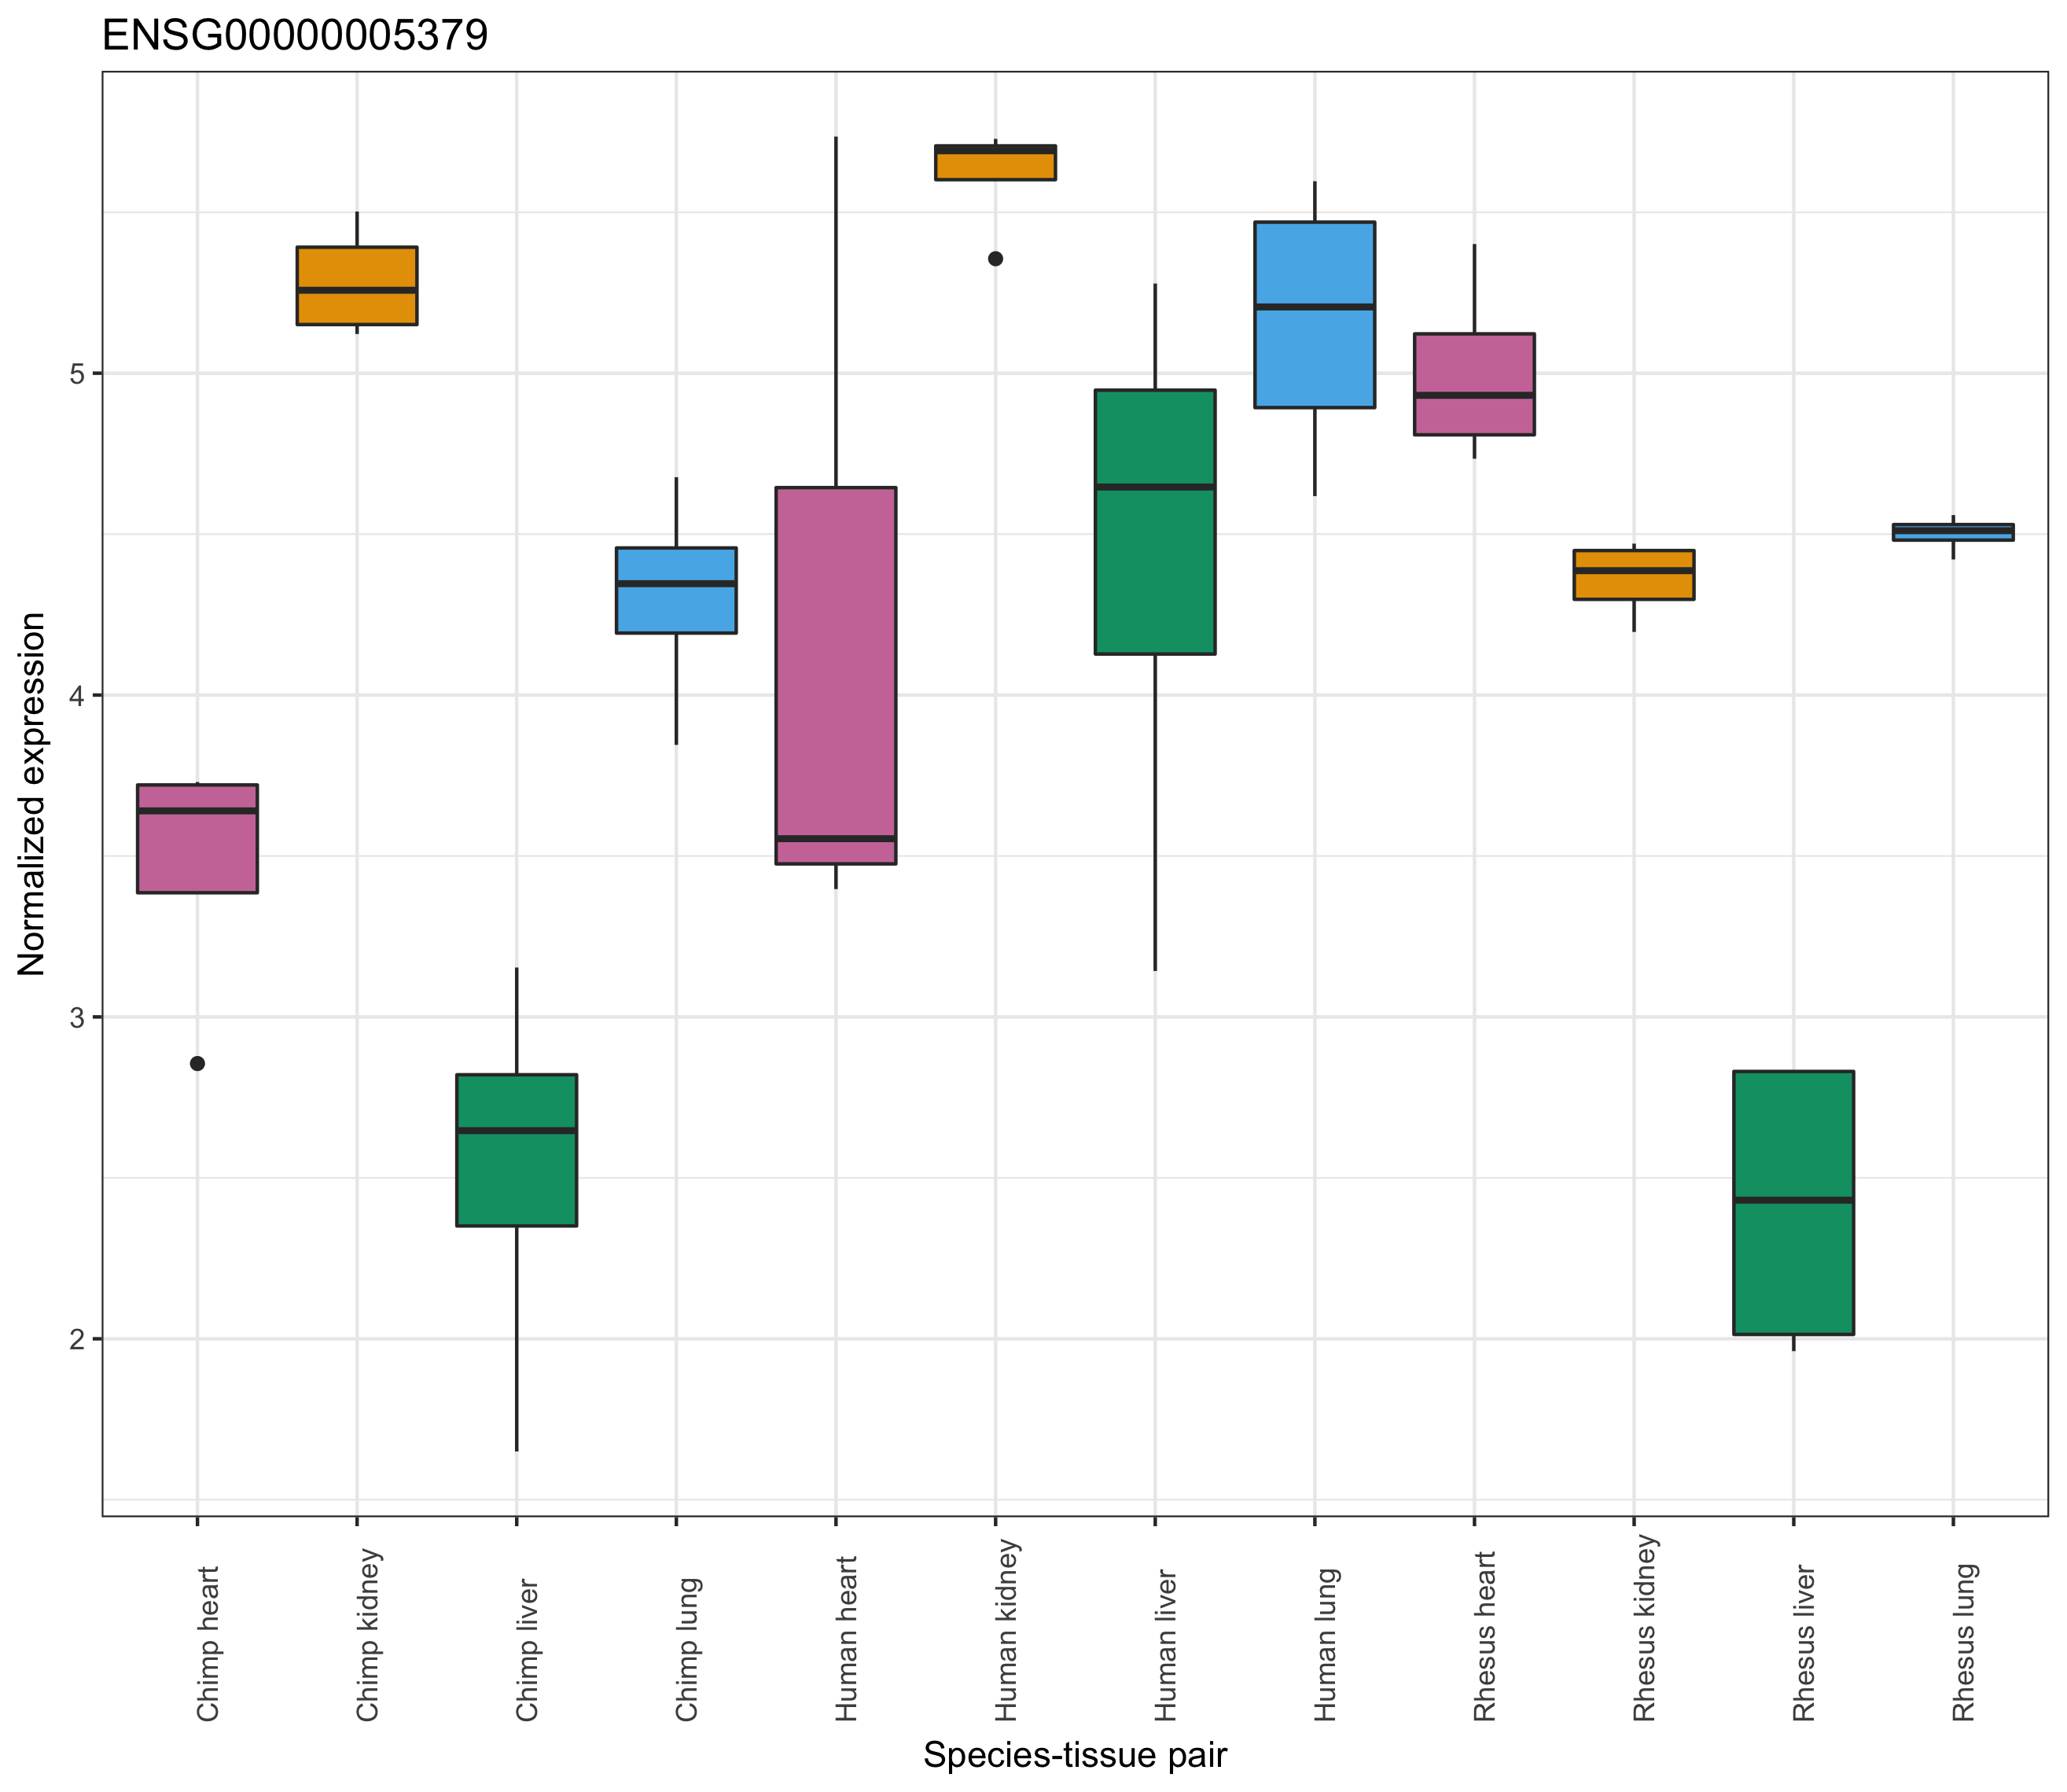 ENSG00000005379
Normalized expression
5
4
3
2
Chimp heart
Chimp kidney
Chimp liver
Chimp lung
Human heart
Human kidney
Human liver
Human lung
Rhesus heart
Rhesus kidney
Rhesus liver
Rhesus lung
Species-tissue pair